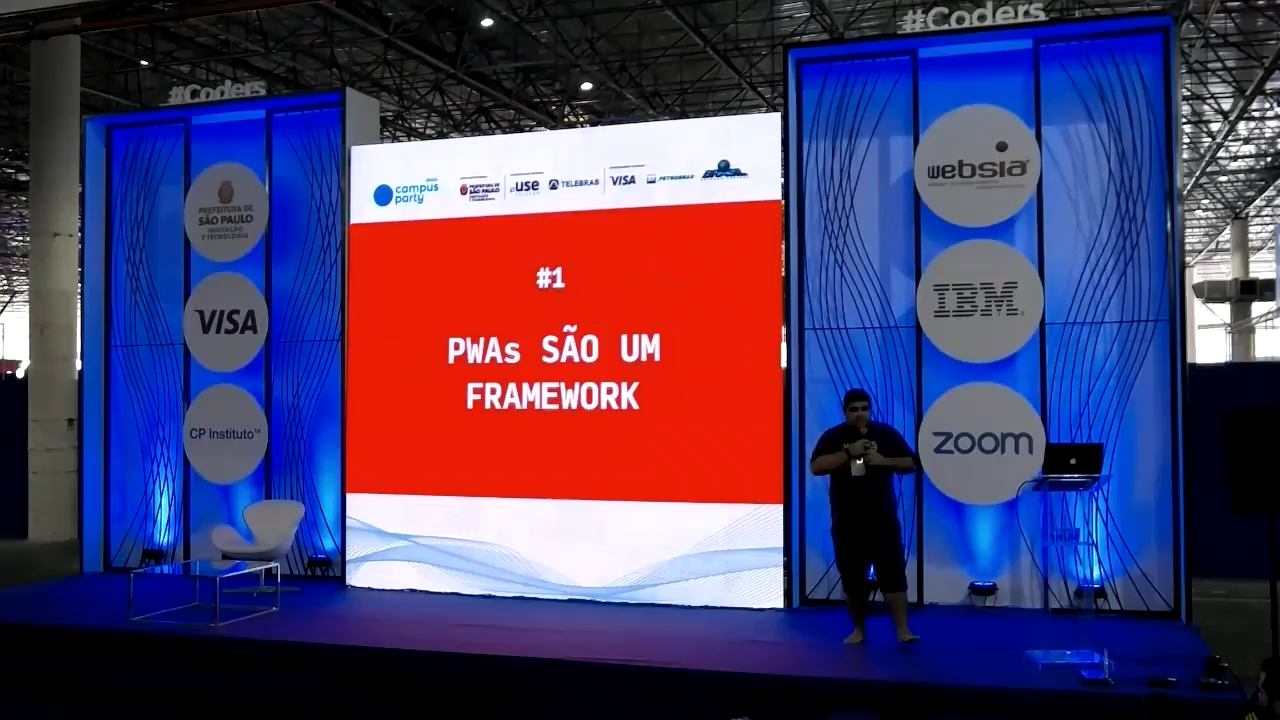 #Coders
#Coders
PREFEITURA DE
SÃO PAULO
INOVAÇÃO
E TECNOLOGIA
VISA
CP Instituto™
campus
party
PREFEITURA DE
SÃO PAULO
use
TELEBRAS
VISA
PETROBRAS
#1
PWAs SÃO UM
FRAMEWORK
websia
IBM
zoom